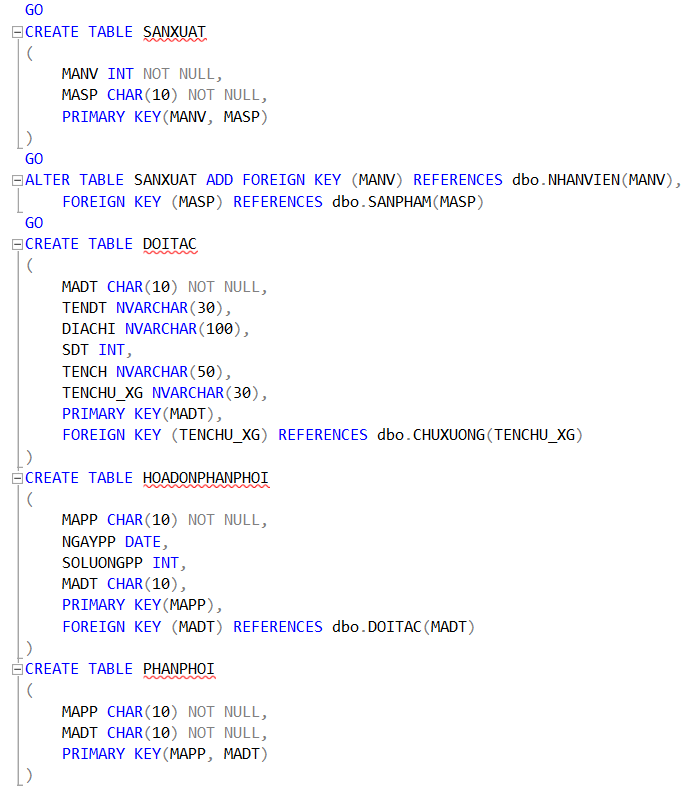 GO
CREATE TABLE SANXUAT
(
MANV INT NOT NULL,
MASP CHAR(10) NOT NULL,
PRIMARY KEY(MANV, MASP)
)
GO
ALTER TABLE SANXUAT ADD FOREIGN KEY (MANV) REFERENCES dbo.NHANVIEN(MANV),
FOREIGN KEY (MASP) REFERENCES dbo.SANPHAM(MASP)
GO
CREATE TABLE DOITAC
(
MADT CHAR(10) NOT NULL,
TENDT NVARCHAR(30),
DIACHI NVARCHAR(100),
SDT INT,
TENCH NVARCHAR(50),
TENCHU_XG NVARCHAR(30),
PRIMARY KEY(MADT),
FOREIGN KEY (TENCHU_XG) REFERENCES dbo.CHUXUONG(TENCHU_XG)
)
CREATE TABLE HOADONPHANPHOI
(
MAPP CHAR(10) NOT NULL,
NGAYPP DATE,
SOLUONGPP INT,
MADT CHAR(10),
PRIMARY KEY(MAPP),
FOREIGN KEY (MADT) REFERENCES dbo.DOITAC(MADT)
)
CREATE TABLE PHANPHOI
(
MAPP CHAR(10) NOT NULL,
MADT CHAR(10) NOT NULL,
PRIMARY KEY(MAPP, MADT)
)